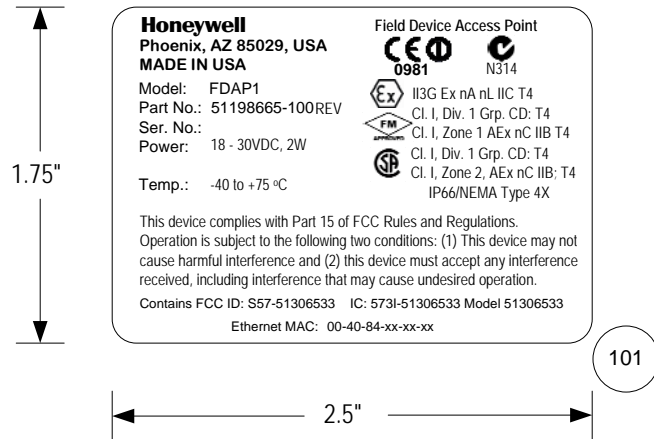 Honeywell
Phoenix, AZ 85029, USA
MADE IN USA
Model: FDAP1
Part No.: 51198665-100 REV
Ser. No.:
Power: 18 - 30VDC, 2W
Temp.: -40 to +75 ºC
Field Device Access Point
CE
0981
N314
Ex II3G Ex nA nL IIC T4
FM APPROVED
Cl. I, Div. 1 Grp. CD: T4
Cl. I, Zone 1 AEx nC IIB T4
SA
Cl. I, Div. 1 Grp. CD: T4
Cl. I, Zone 2, AEx nC IIB; T4
IP66/NEMA Type 4X
This device complies with Part 15 of FCC Rules and Regulations.
Operation is subject to the following two conditions: (1) This device may not
cause harmful interference and (2) this device must accept any interference
received, including interference that may cause undesired operation.
Contains FCC ID: S57-51306533 IC: 573I-51306533 Model 51306533
Ethernet MAC: 00-40-84-xx-xx-xx
1.75"
101
2.5"